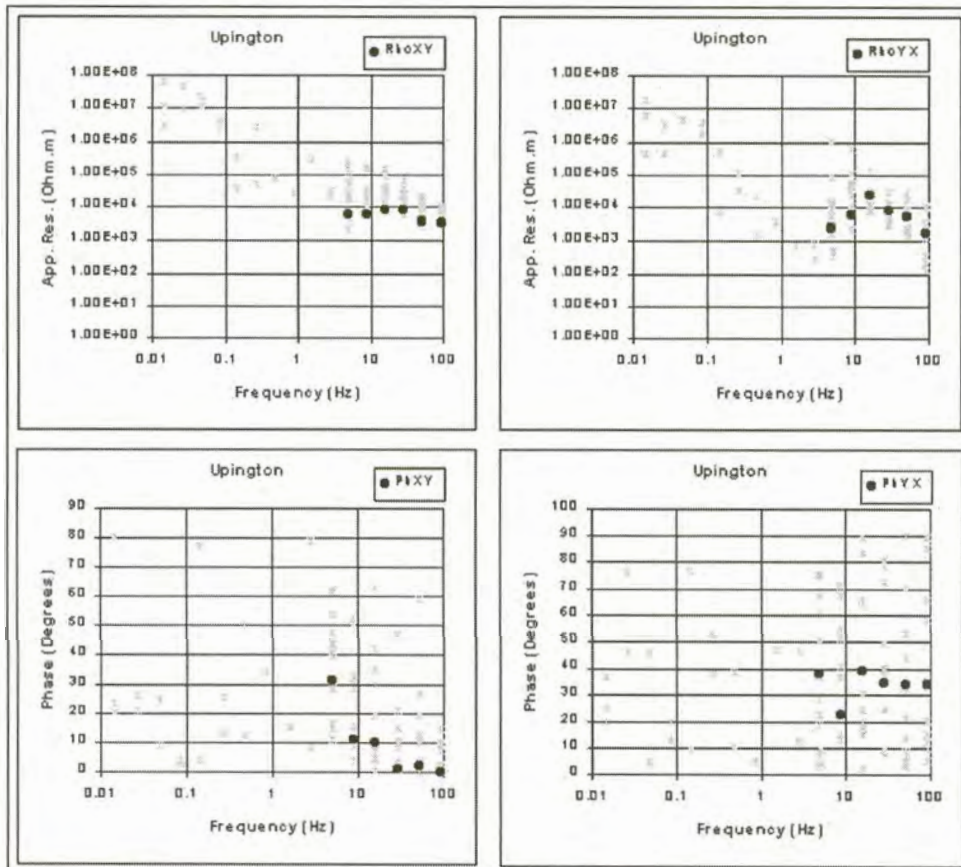 Upington
RhoXY
App. Res. (Ohm.m)
1.00E+08
1.00E+07
1.00E+06
1.00E+05
1.00E+04
1.00E+03
1.00E+02
1.00E+01
1.00E+00
0.01 0.1 1 10 100
Frequency (Hz)
Upington
RhoYX
App. Res. (Ohm.m)
1.00E+08
1.00E+07
1.00E+06
1.00E+05
1.00E+04
1.00E+03
1.00E+02
1.00E+01
1.00E+00
0.01 0.1 1 10 100
Frequency (Hz)
Upington
PhXY
Phase (Degrees)
90
80
70
60
50
40
30
20
10
0
0.01 0.1 1 10 100
Frequency (Hz)
Upington
PhYX
Phase (Degrees)
100
90
80
70
60
50
40
30
20
10
0
0.01 0.1 1 10 100
Frequency (Hz)